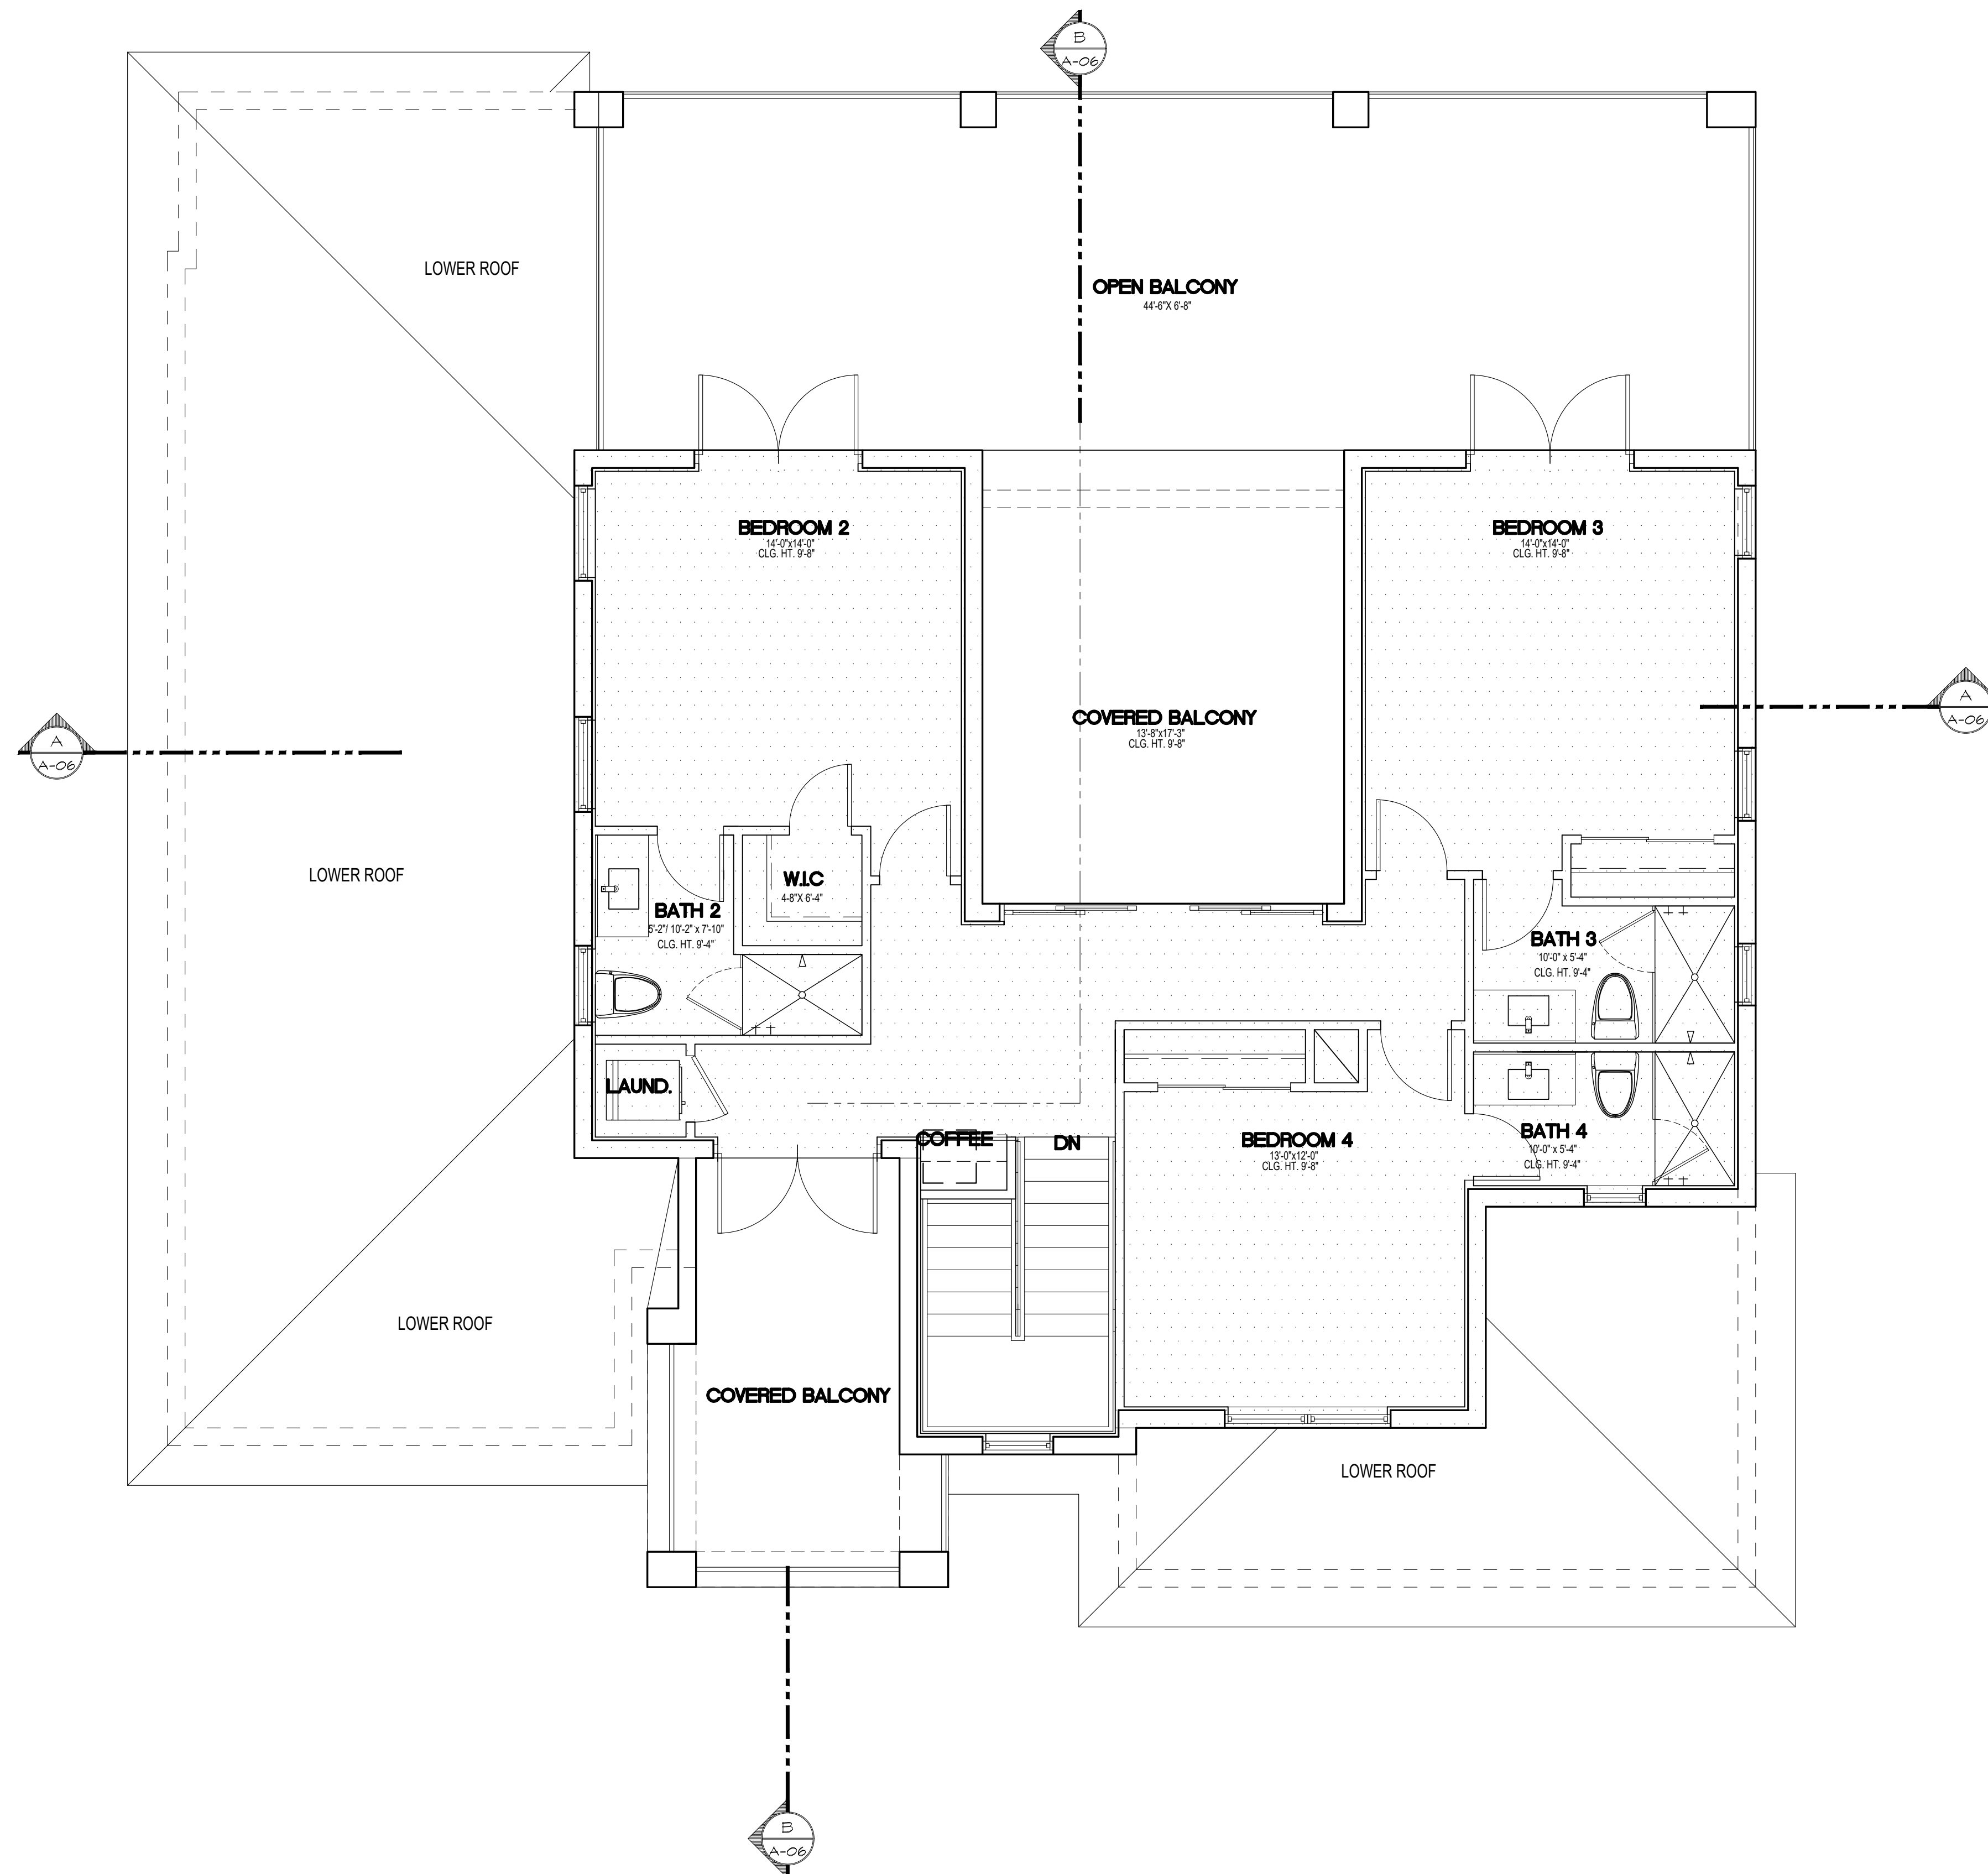 B
A-06
LOWER ROOF
OPEN BALCONY
44'-6"X 6'-8"
BEDROOM 2
14'-0"x14'-0"
CLG. HT. 9'-8"
BEDROOM 3
14'-0"x14'-0"
CLG. HT. 9'-8"
A
A-06
COVERED BALCONY
13'-8"x17'-3"
CLG. HT. 9'-8"
A
A-06
LOWER ROOF
W.I.C
4-8"X 6'-4"
BATH 2
5'-2"/ 10'-2" x 7'-10"
CLG. HT. 9'-4"
BATH 3
10'-0" x 5'-4"
CLG. HT. 9'-4"
LAUND.
COFFEE
DN
BEDROOM 4
13'-0"x12'-0"
CLG. HT. 9'-8"
BATH 4
10'-0" x 5'-4"
CLG. HT. 9'-4"
LOWER ROOF
COVERED BALCONY
LOWER ROOF
B
A-06